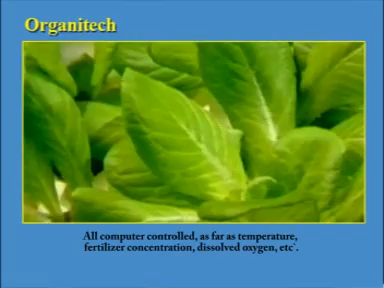 Organitech
All computer controlled, as far as temperature,
fertilizer concentration, dissolved oxygen, etc`.